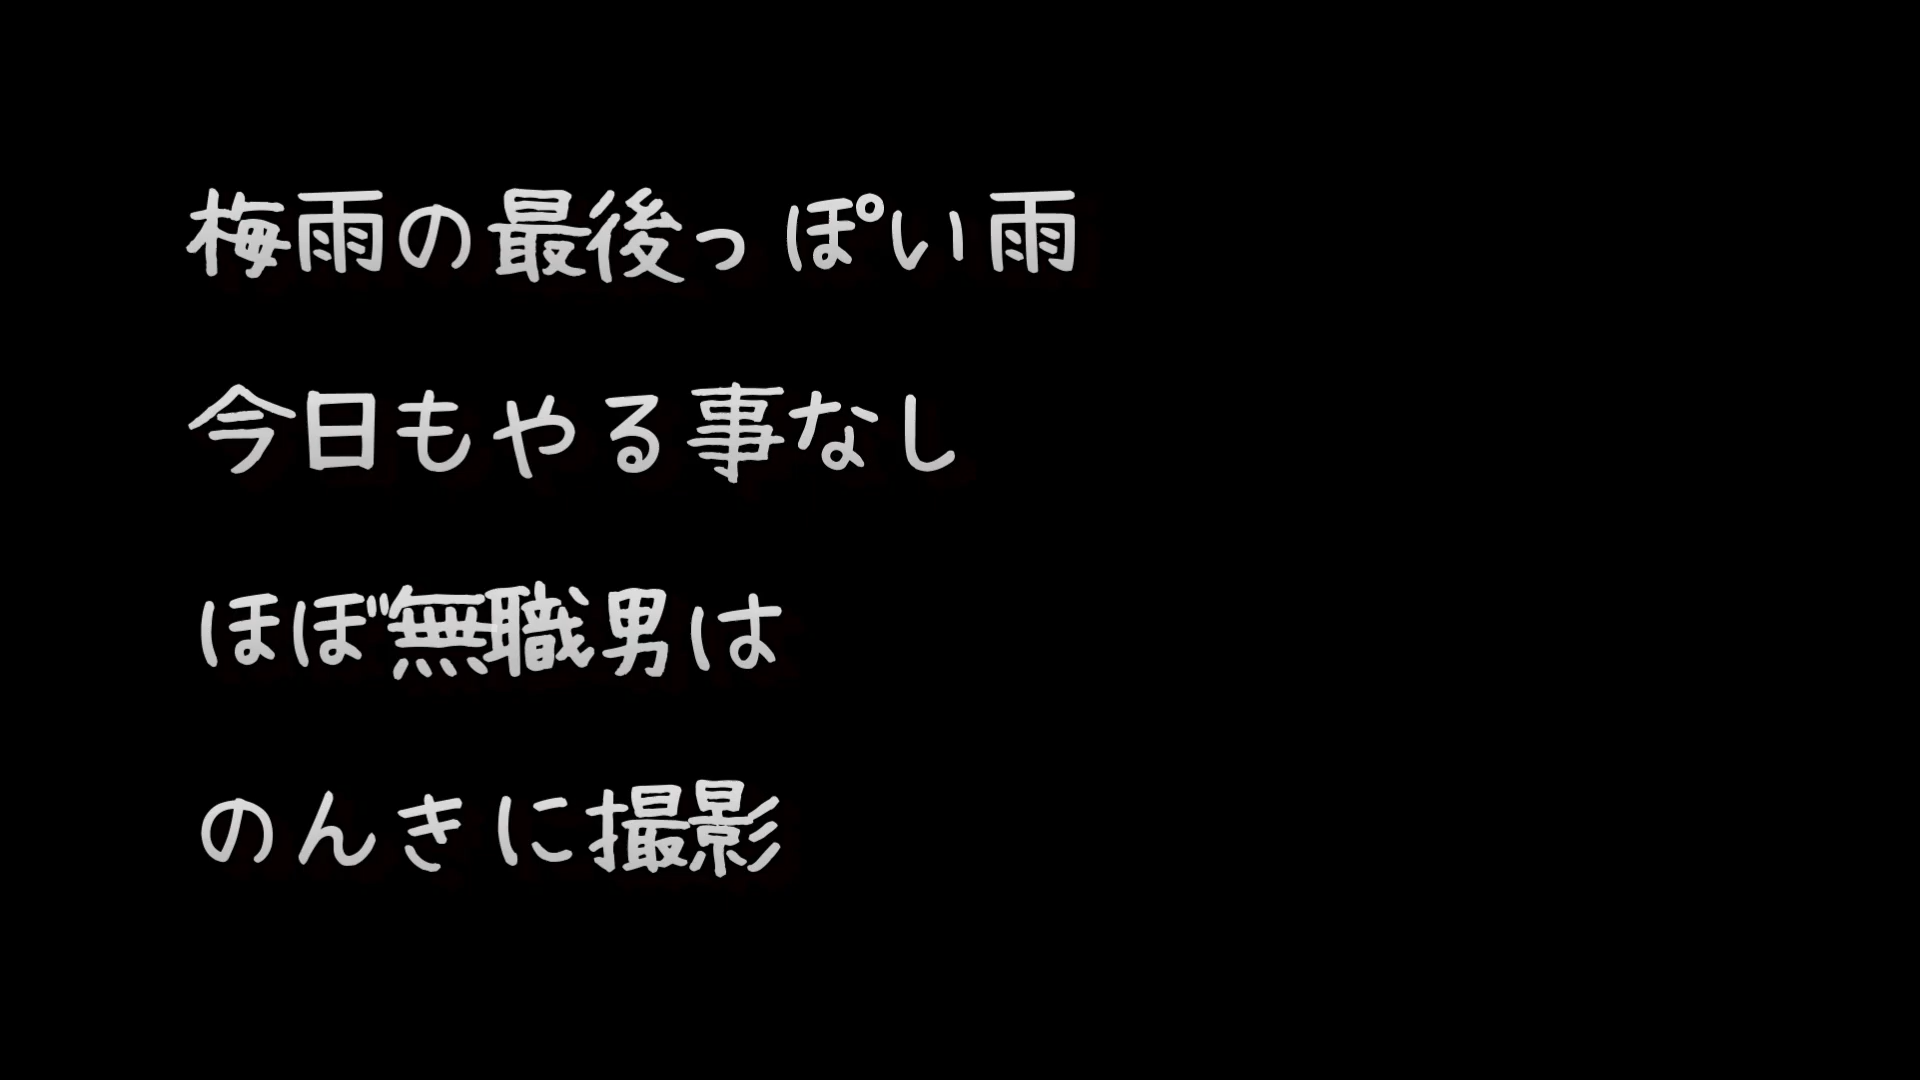 梅雨の最後っぽい雨
今日もやる事なし
ほぼ無職男は
のんきに撮影